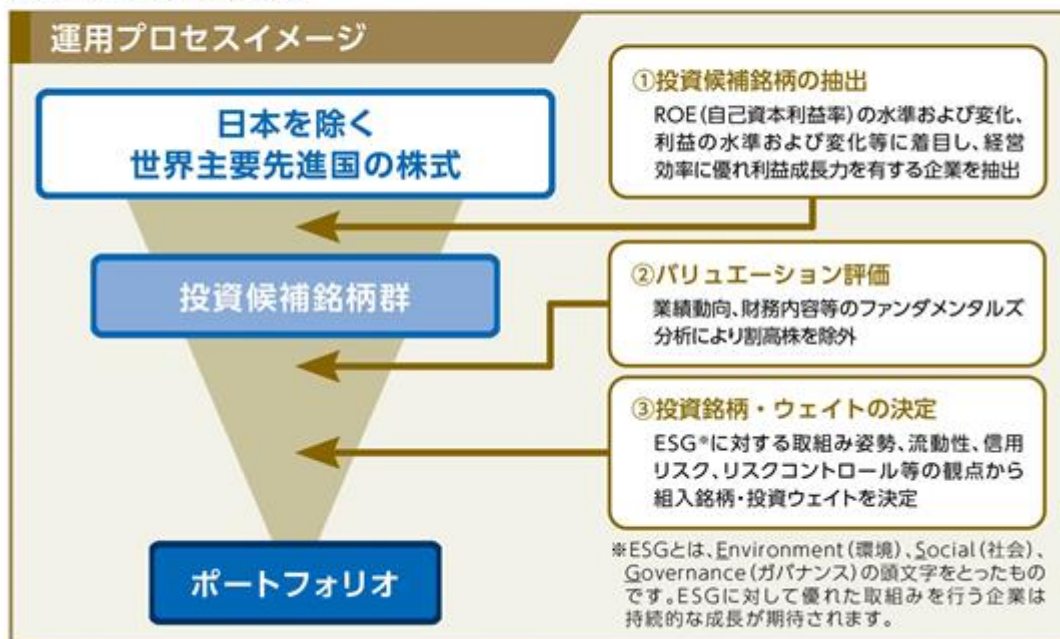 運用プロセスイメージ
日本を除く
世界主要先進国の株式
①投資候補銘柄の抽出
ROE(自己資本利益率)の水準および変化、
利益の水準および変化等に着目し、経営
効率に優れ利益成長力を有する企業を抽出
投資候補銘柄群
②バリュエーション評価
業績動向、財務内容等のファンダメンタルズ
分析により割高株を除外
③投資銘柄・ウェイトの決定
ESG※に対する取組み姿勢、流動性、信用
リスク、リスクコントロール等の観点から
組入銘柄・投資ウェイトを決定
ポートフォリオ
※ESGとは、Environment(環境)、Social(社会)、
Governance(ガバナンス)の頭文字をとったもの
です。ESGに対して優れた取組みを行う企業は
持続的な成長が期待されます。